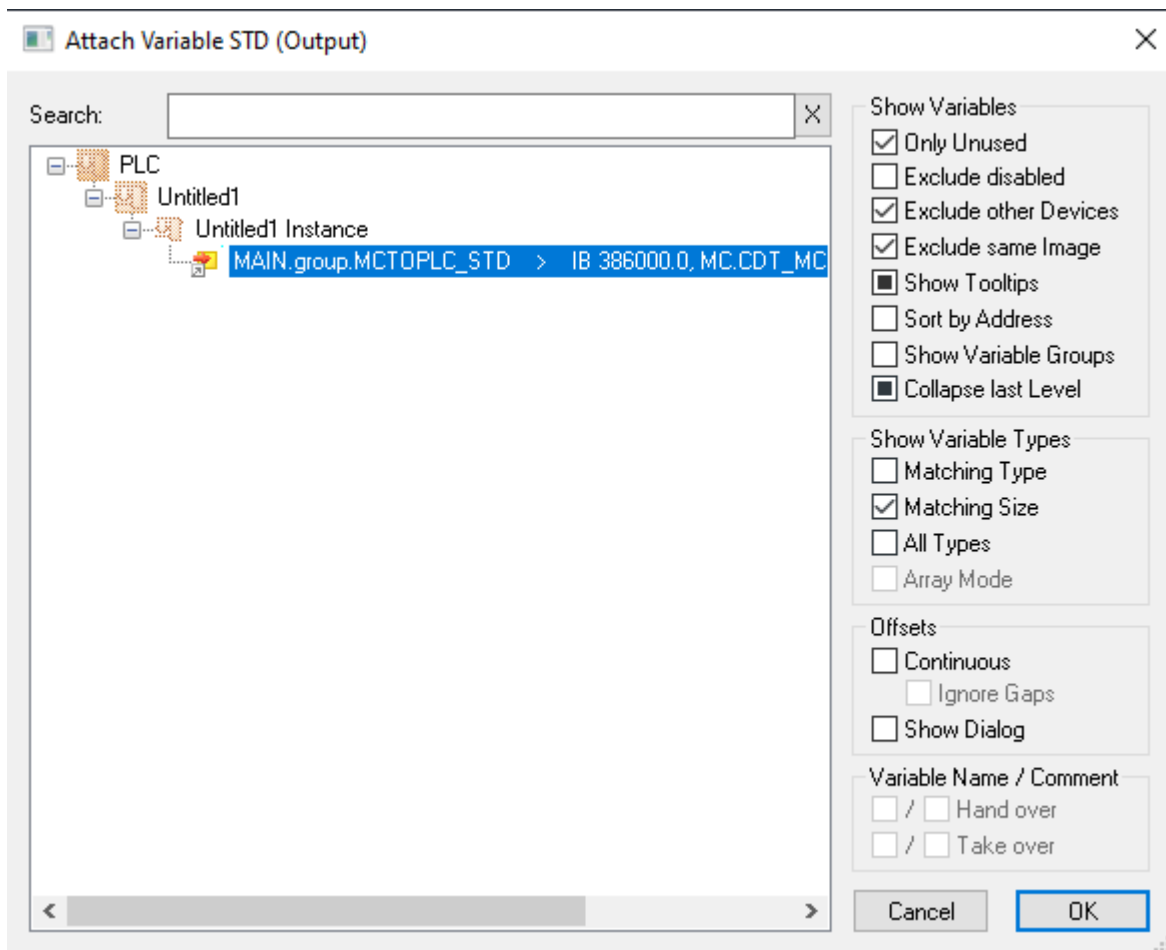 Attach Variable STD (Output)
Search:
X
PLC
Untitled1
Untitled1 Instance
MAIN.group.MCTOPLC_STD > IB 386000.0, MC.CDT_MC
Show Variables
Only Unused
Exclude disabled
Exclude other Devices
Exclude same Image
Show Tooltips
Sort by Address
Show Variable Groups
Collapse last Level
Show Variable Types
Matching Type
Matching Size
All Types
Array Mode
Offsets
Continuous
Ignore Gaps
Show Dialog
Variable Name / Comment
/ Hand over
/ Take over
Cancel
OK